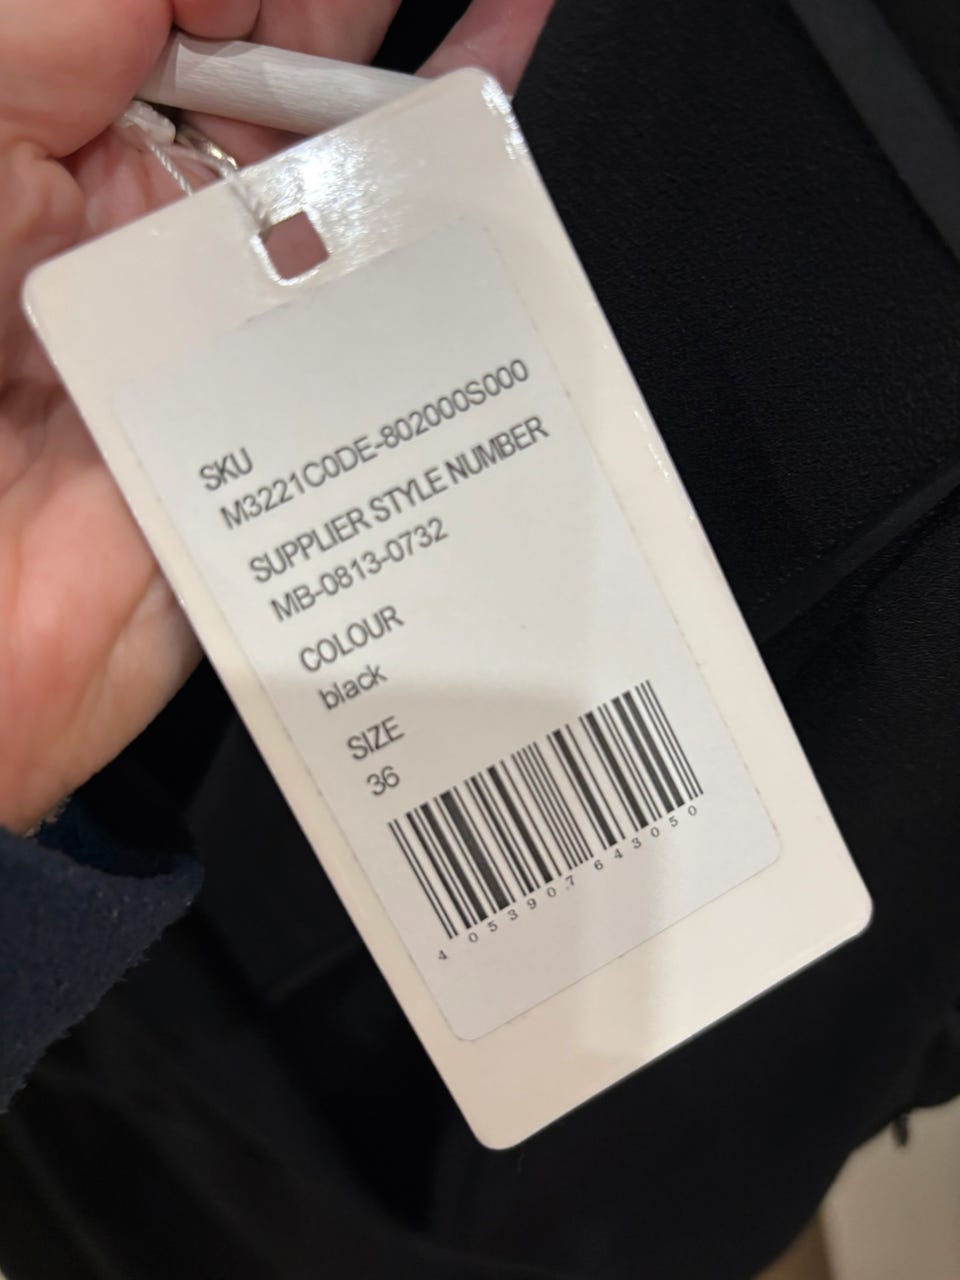 SKU
M3221C0DE-802000S000
SUPPLIER STYLE NUMBER
MB-0813-0732
COLOUR
black
SIZE
36
4 053907 643050